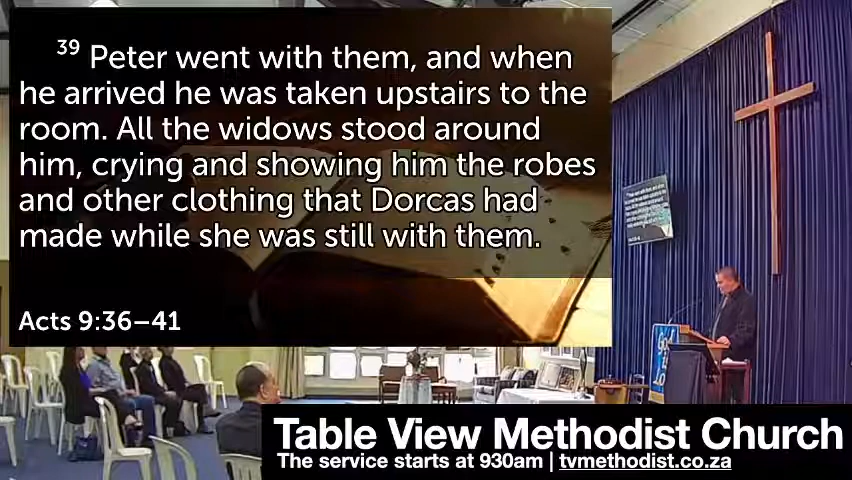 39 Peter went with them, and when
he arrived he was taken upstairs to the
room. All the widows stood around
him, crying and showing him the robes
and other clothing that Dorcas had
made while she was still with them.
Acts 9:36–41
Table View Methodist Church
The service starts at 930am | tvmethodist.co.za